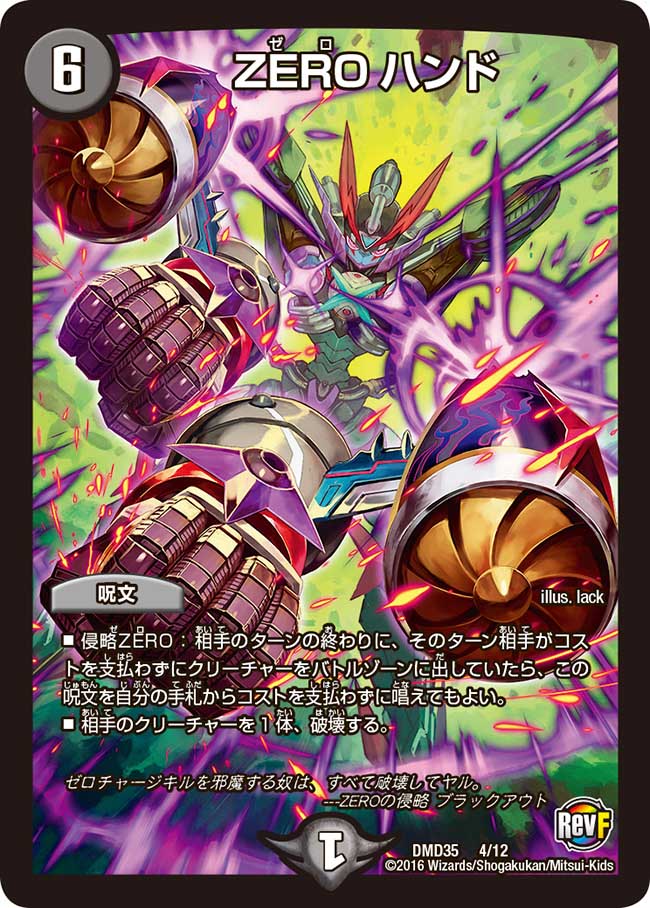 6
ゼロ
ZERO ハンド
illus. lack
呪文
■ 侵略ZERO：相手のターンの終わりに、そのターン相手がコス
トを支払わずにクリーチャーをバトルゾーンに出していたら、この
呪文を自分の手札からコストを支払わずに唱えてもよい。
■ 相手のクリーチャーを1体、破壊する。
ゼロチャージキルを邪魔する奴は、すべて破壊してヤル。
---ZEROの侵略 ブラックアウト
RevF
1
DMD35 4/12
©2016 Wizards/Shogakukan/Mitsui-Kids